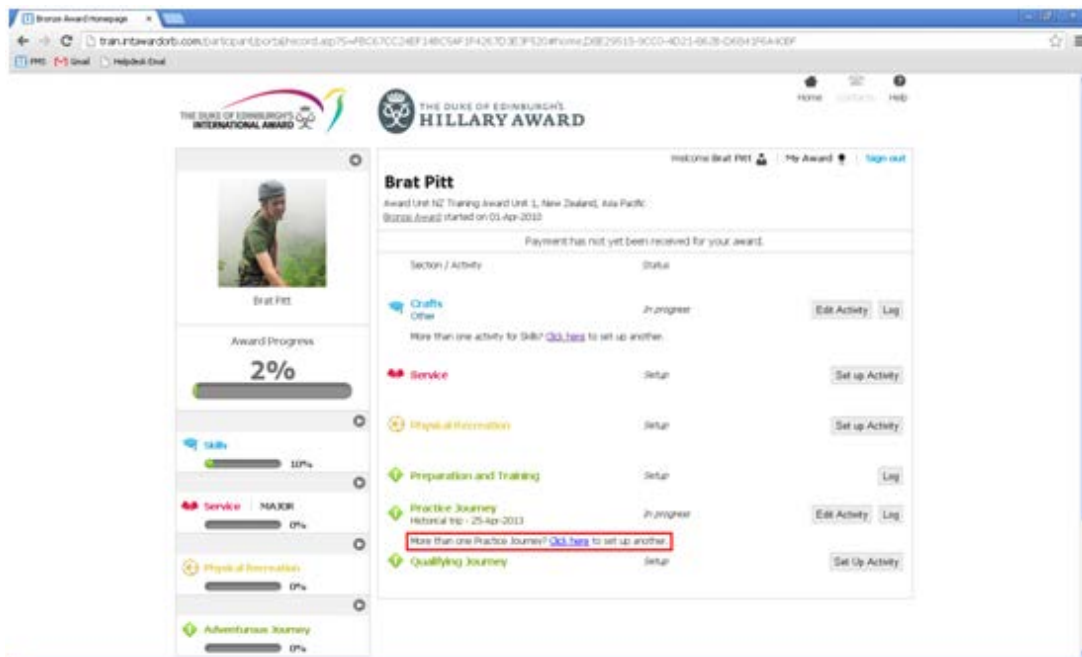 Bronze Award Homepage
FMS Gmail Helpdesk Email
Home Contacts Help
THE DUKE OF EDINBURGH'S
INTERNATIONAL AWARD
THE DUKE OF EDINBURGH'S
HILLARY AWARD
Welcome Brat Pitt My Award Sign out
Brat Pitt
Award Unit NZ Training Award Unit 1, New Zealand, Asia Pacific
Bronze Award started on 01-Apr-2013
Payment has not yet been received for your award.
Section / Activity Status
Crafts In progress Edit Activity Log
Other
More than one activity for Skills? Click here to set up another.
Service Setup Set up Activity
Physical Recreation Setup Set up Activity
Preparation and Training Setup Log
Practice Journey In progress Edit Activity Log
Historical trip - 25-Apr-2013
More than one Practice Journey? Click here to set up another.
Qualifying Journey Setup Set Up Activity
Brat Pitt
Award Progress
2%
Skills
10%
Service MAJOR
0%
Physical Recreation
0%
Adventurous Journey
0%